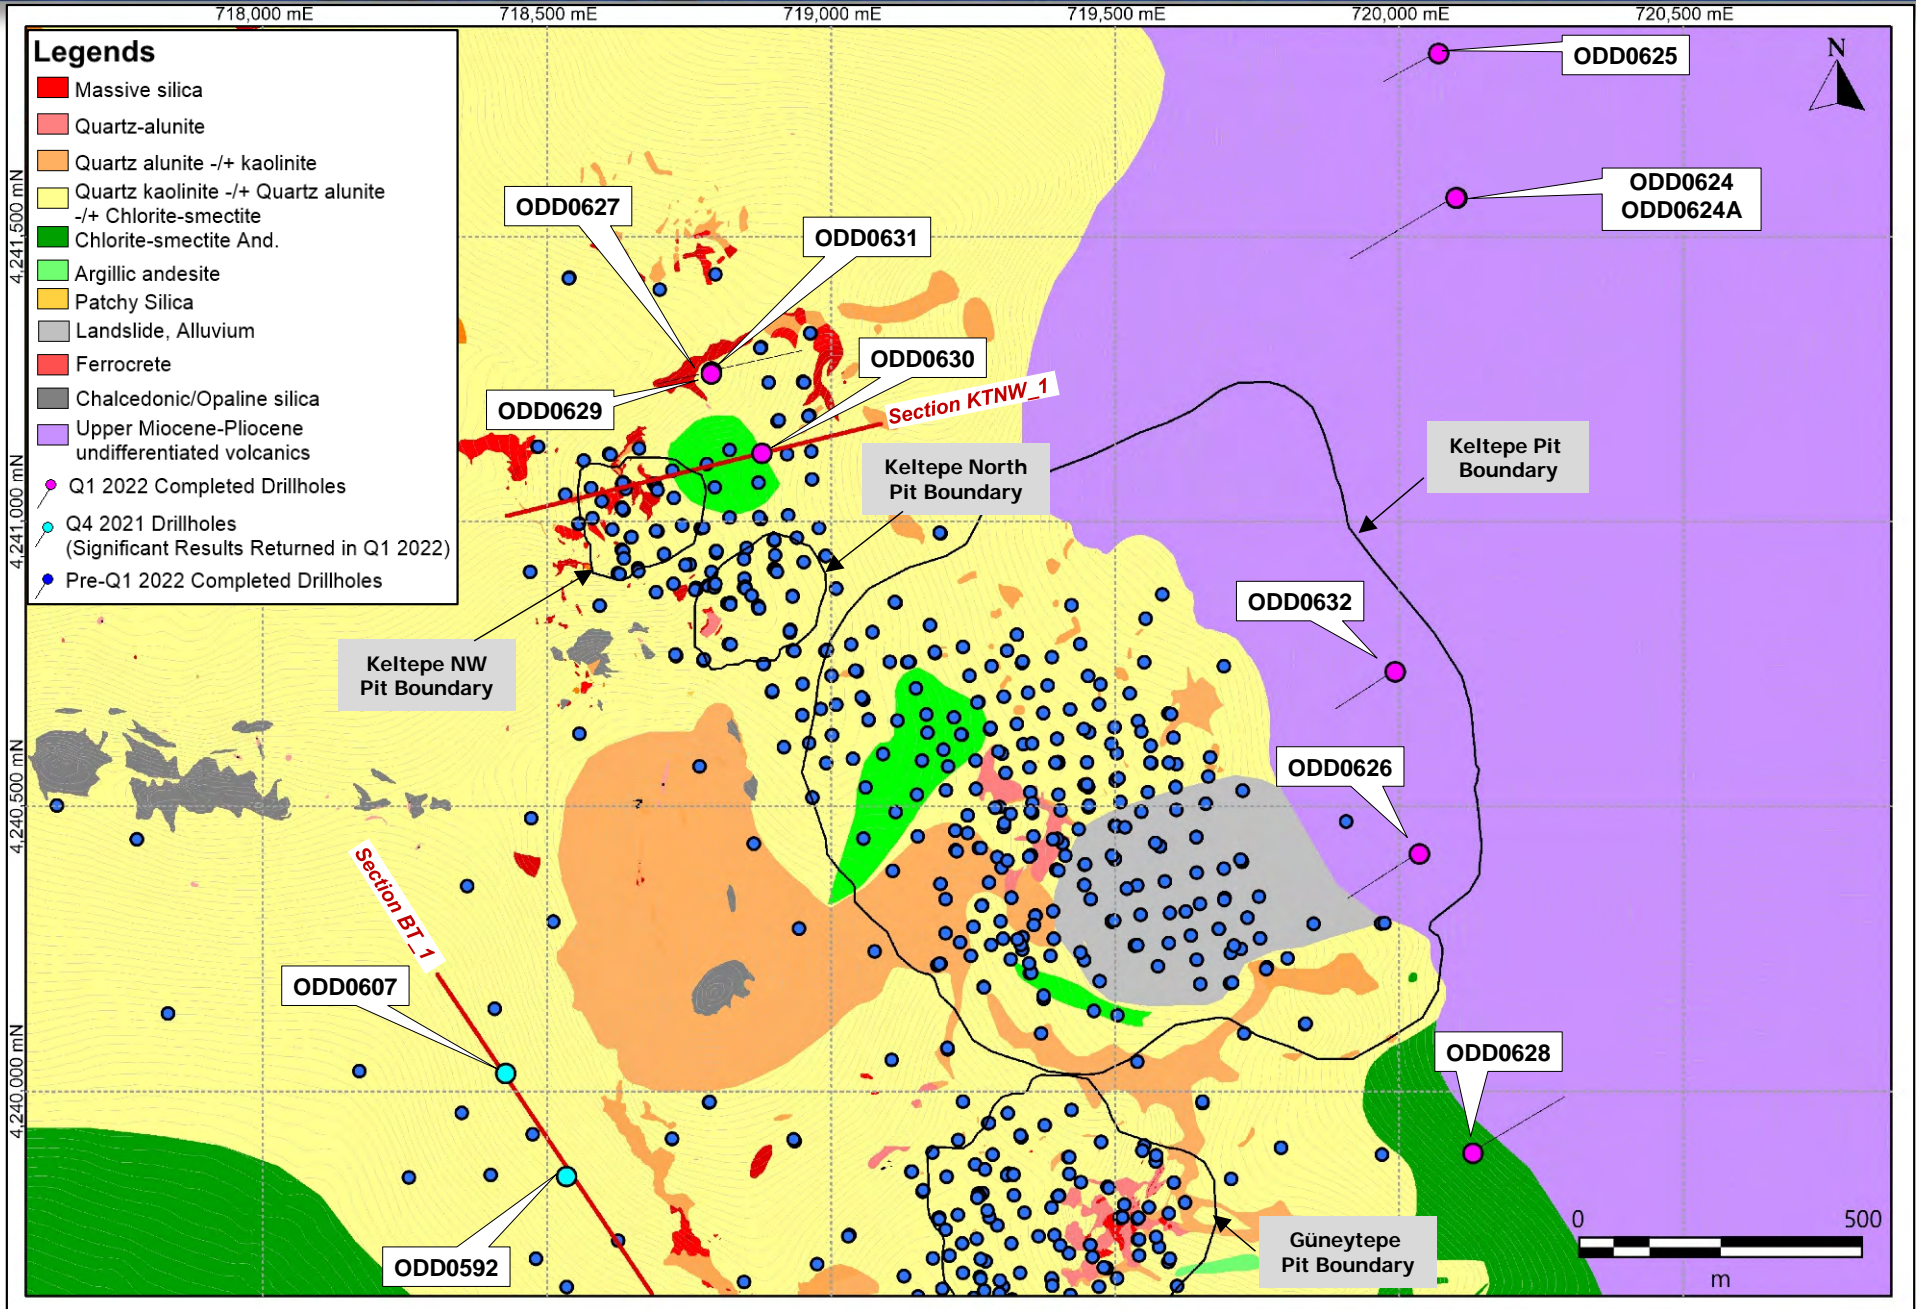 718,000 mE
718,500 mE
719,000 mE
719,500 mE
720,000 mE
720,500 mE
Legends
Massive silica
Quartz-alunite
Quartz alunite -/+ kaolinite
Quartz kaolinite -/+ Quartz alunite
-/+ Chlorite-smectite
Chlorite-smectite And.
Argillic andesite
Patchy Silica
Landslide, Alluvium
Ferrocrete
Chalcedonic/Opaline silica
Upper Miocene-Pliocene
undifferentiated volcanics
Q1 2022 Completed Drillholes
Q4 2021 Drillholes
(Significant Results Returned in Q1 2022)
Pre-Q1 2022 Completed Drillholes
N
ODD0625
ODD0624
ODD0624A
4,241,500 mN
ODD0627
ODD0631
ODD0630
ODD0629
Section KTNW_1
Keltepe North
Pit Boundary
Keltepe Pit
Boundary
4,241,000 mN
ODD0632
Keltepe NW
Pit Boundary
ODD0626
4,240,500 mN
Section BT_1
ODD0607
4,240,000 mN
ODD0628
ODD0592
Güneytepe
Pit Boundary
0
500
m